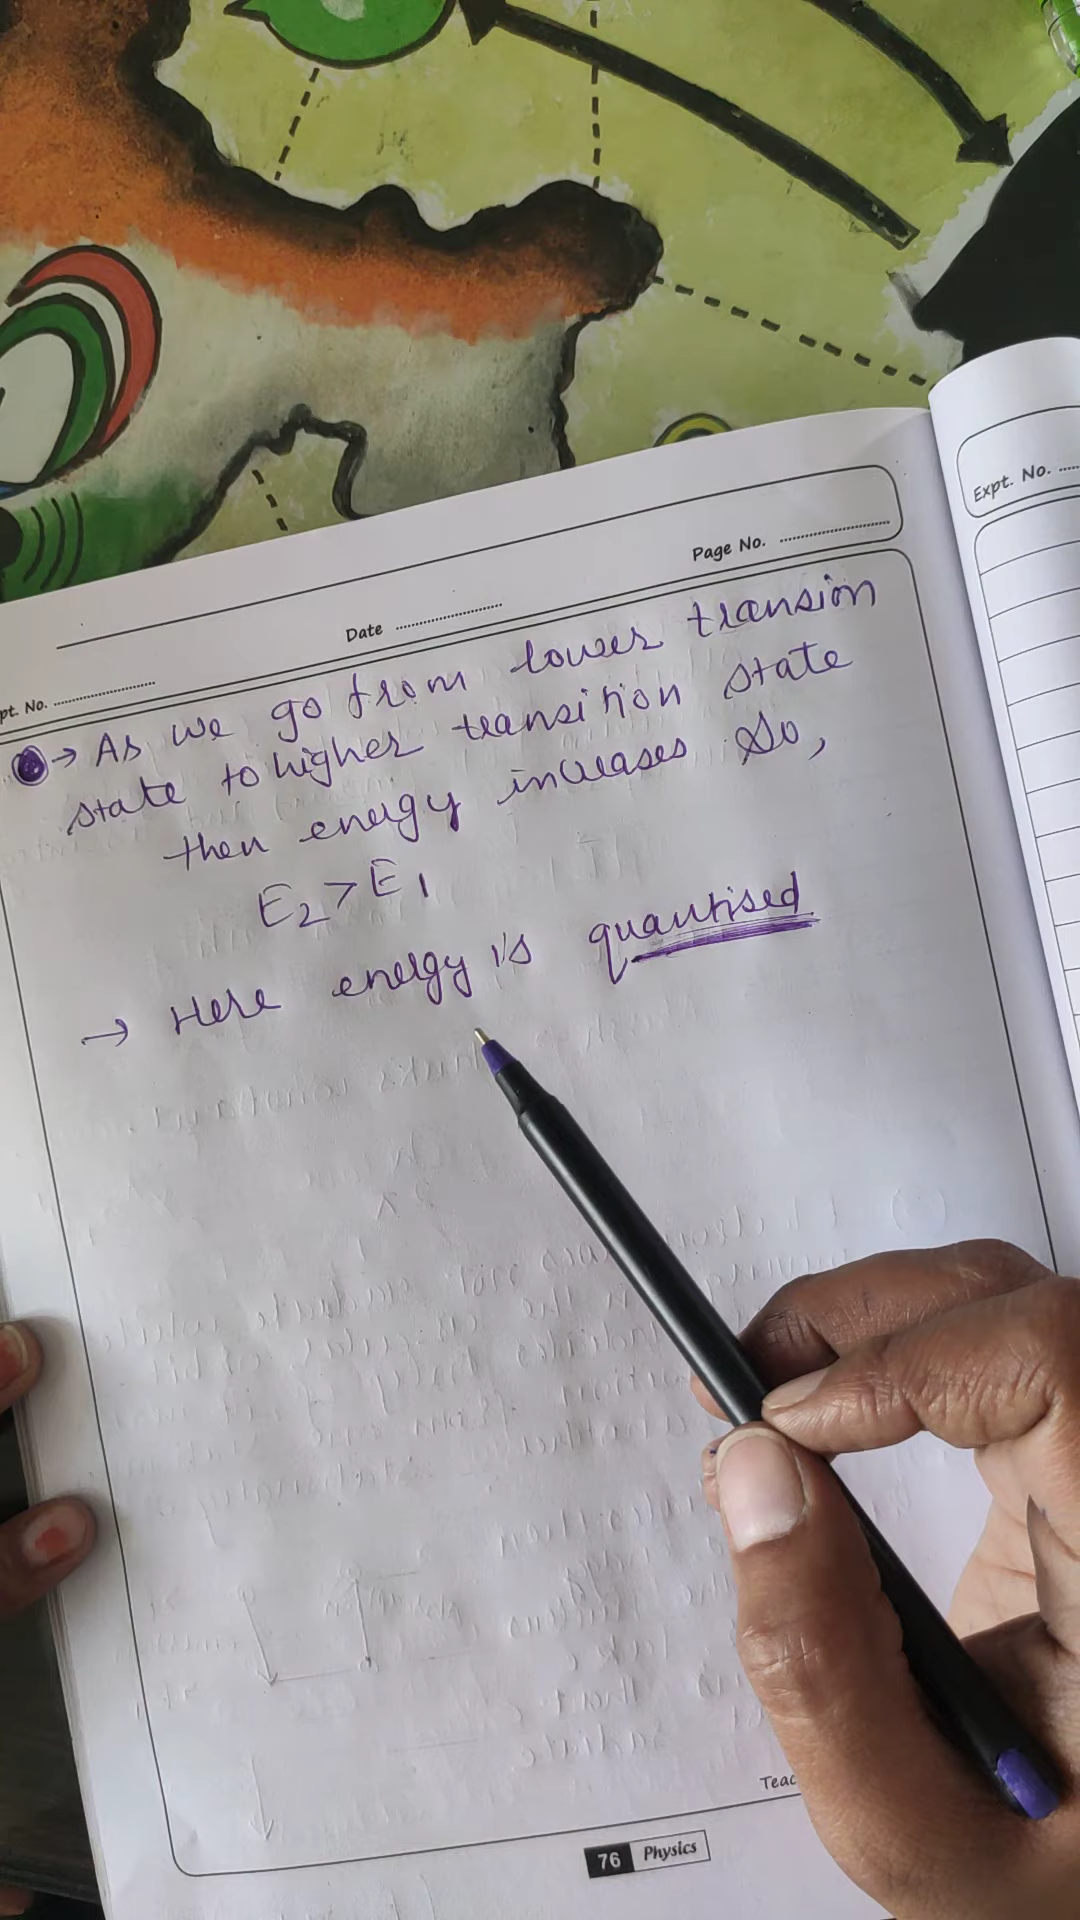 Expt. No. ....
Page No. ................
Date ................
pt. No. ................
→ As we go from lower transion
state to higher transition state
then energy increases So,
E₂ > E₁
→ Here energy is quantised
Teac
76 Physics